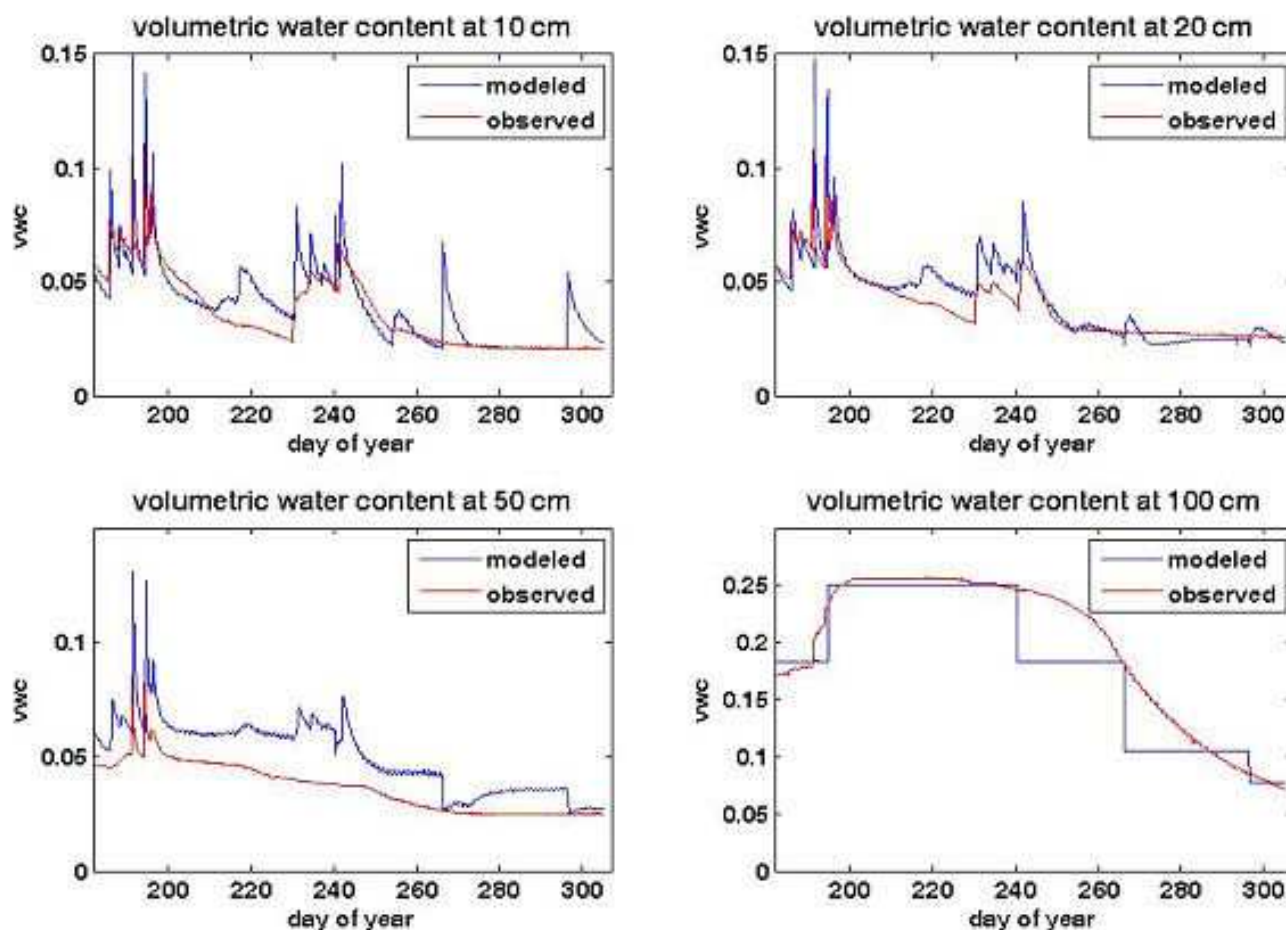 volumetric water content at 10 cm
0.15
0.1
0.05
0
vwc
modeled
observed
200 220 240 260 280 300
day of year
volumetric water content at 20 cm
0.15
0.1
0.05
0
vwc
modeled
observed
200 220 240 260 280 300
day of year
volumetric water content at 50 cm
0.1
0.05
0
vwc
modeled
observed
200 220 240 260 280 300
day of year
volumetric water content at 100 cm
0.25
0.2
0.15
0.1
0.05
0
vwc
modeled
observed
200 220 240 260 280 300
day of year